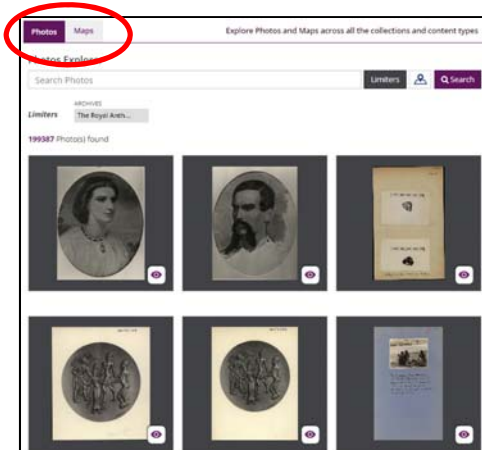 Photos Maps Explore Photos and Maps across all the collections and content types
Photos Explorer
Search Photos Limiters Search
ARCHIVES
Limiters The Royal Anth...
199387 Photo(s) found